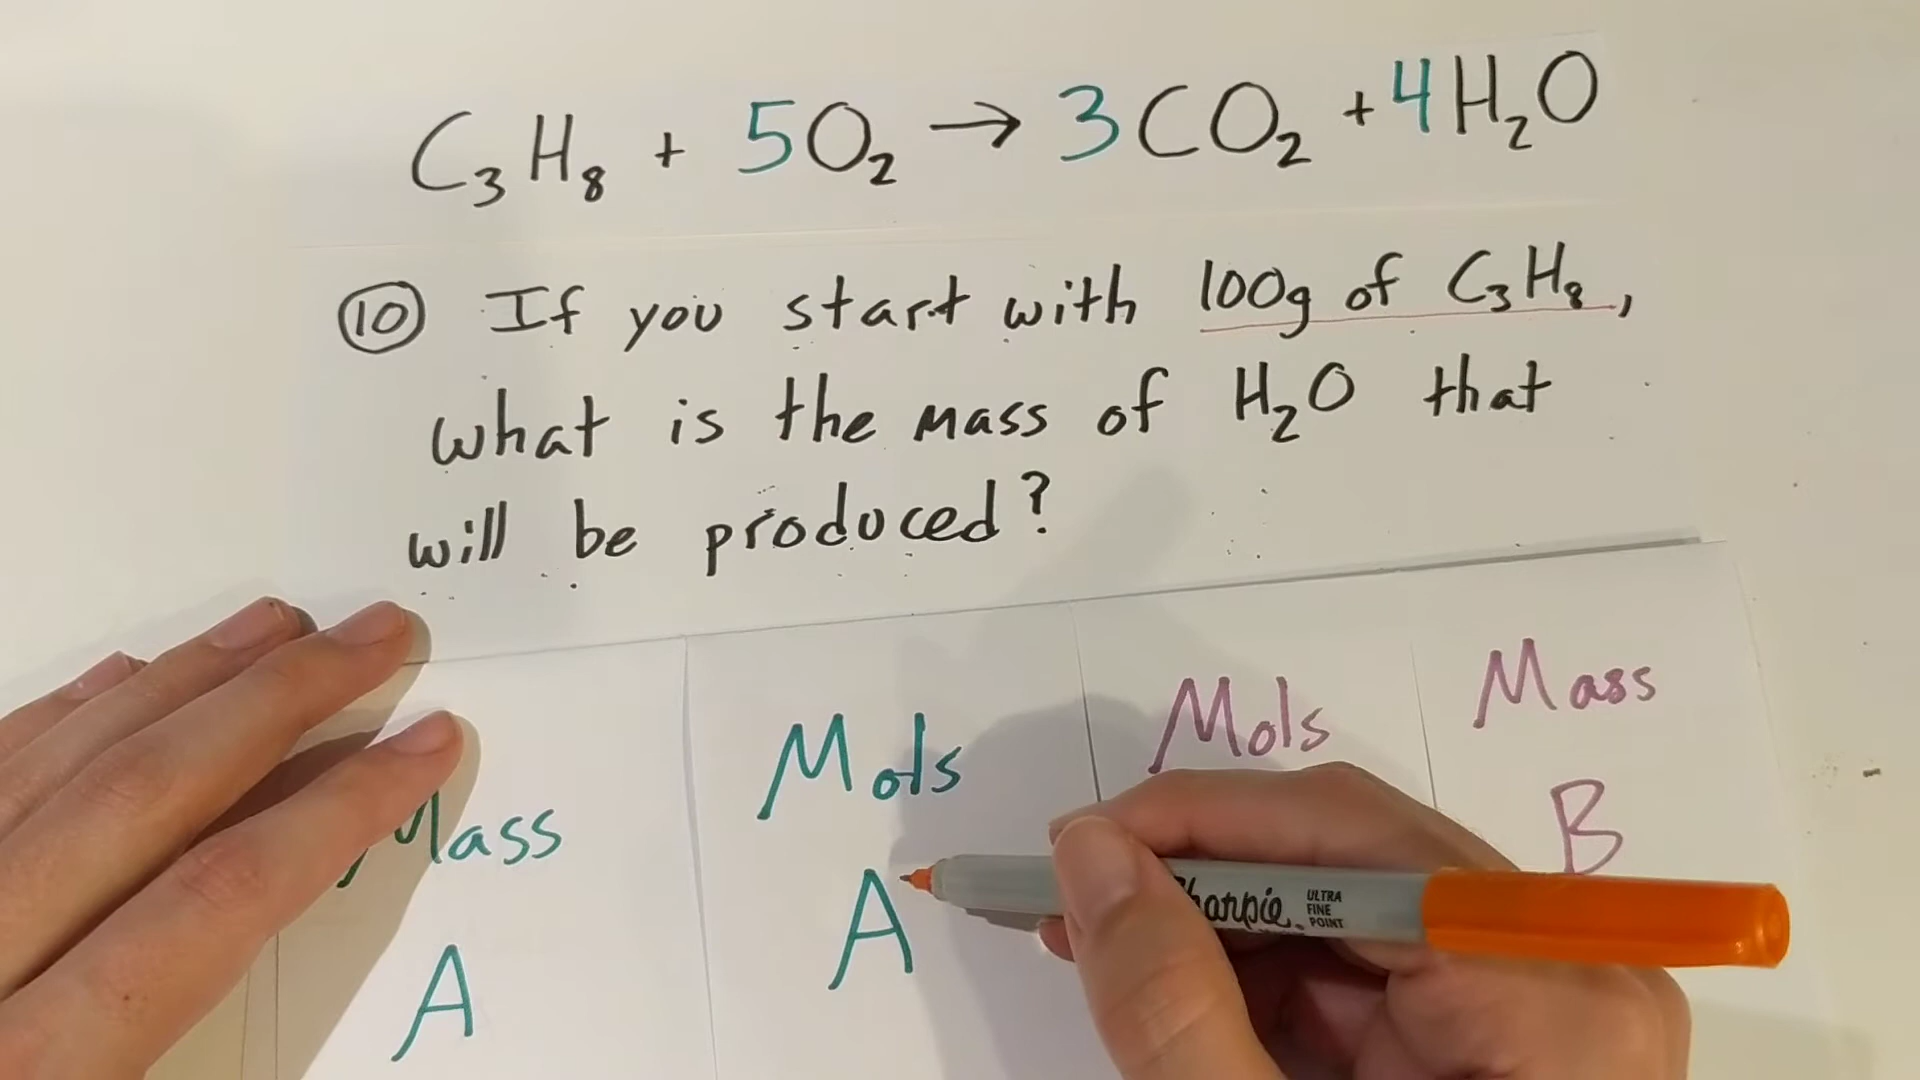 C₃H₈ + 5O₂ → 3CO₂ + 4H₂O
⑩ If you start with 100g of C₃H₈,
what is the mass of H₂O that
will be produced?
Mass A
Mols A
Mols
Mass B
Sharpie. ULTRA FINE POINT